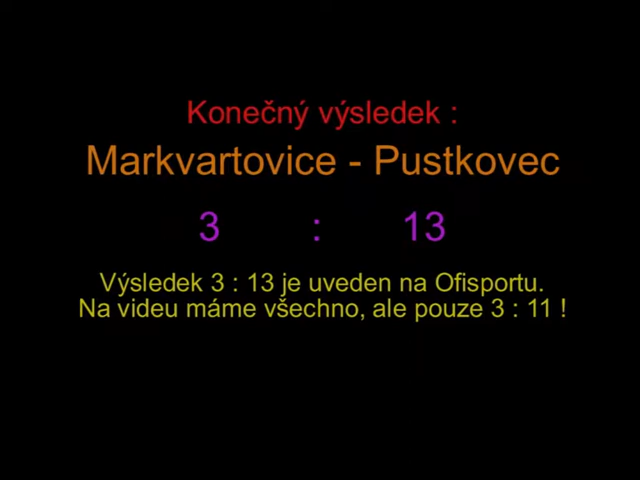 Konečný výsledek :
Markvartovice - Pustkovec
3 : 13
Výsledek 3 : 13 je uveden na Ofisportu.
Na videu máme všechno, ale pouze 3 : 11 !